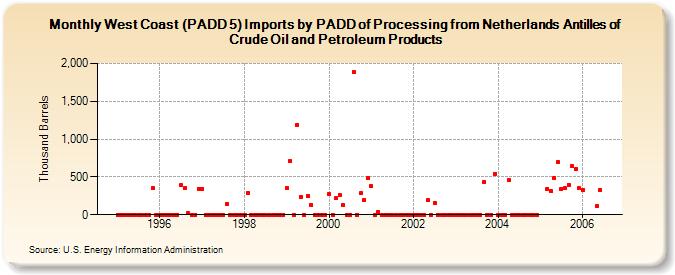 Monthly West Coast (PADD 5) Imports by PADD of Processing from Netherlands Antilles of
Crude Oil and Petroleum Products
Thousand Barrels
2,000
1,500
1,000
500
0
1996
1998
2000
2002
2004
2006
Source: U.S. Energy Information Administration